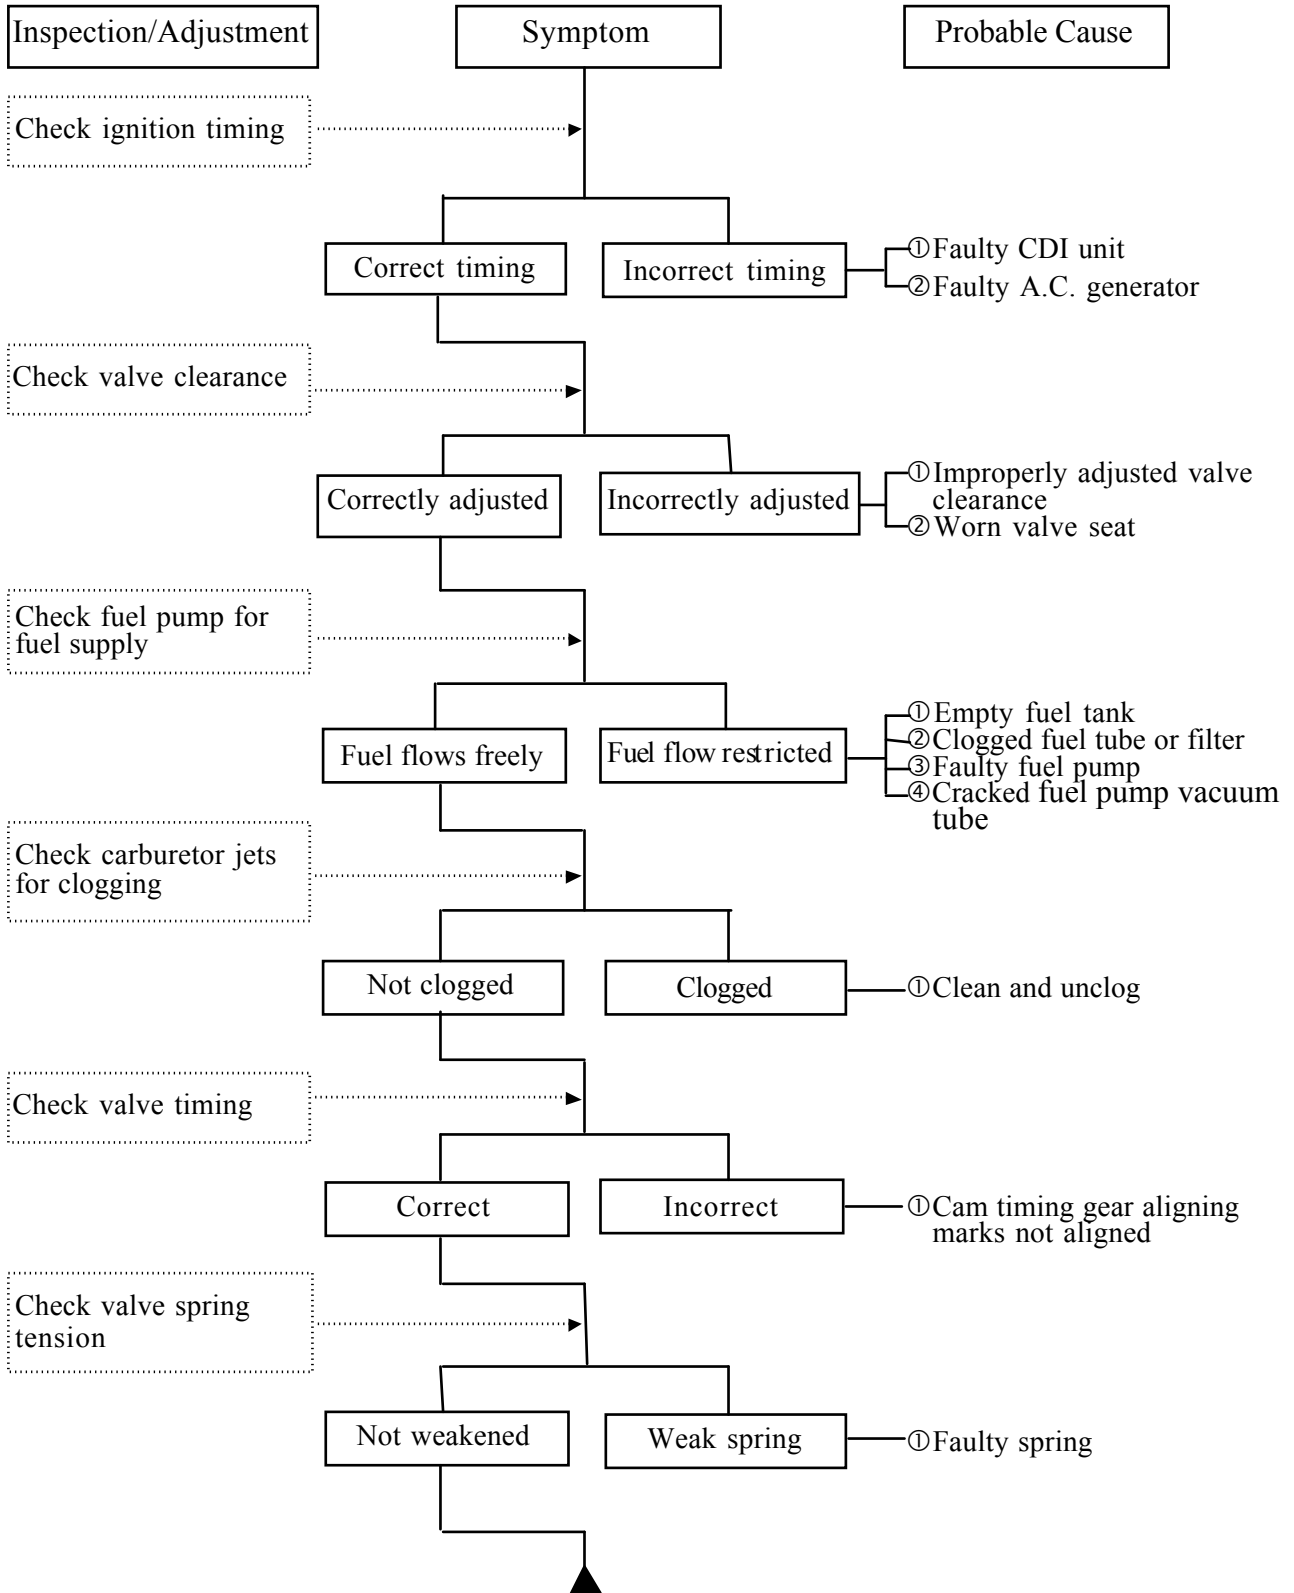 Inspection/Adjustment
Symptom
Probable Cause
Check ignition timing
Correct timing
Incorrect timing
①Faulty CDI unit
②Faulty A.C. generator
Check valve clearance
Correctly adjusted
Incorrectly adjusted
①Improperly adjusted valve
clearance
②Worn valve seat
Check fuel pump for
fuel supply
Fuel flows freely
Fuel flow restricted
①Empty fuel tank
②Clogged fuel tube or filter
③Faulty fuel pump
④Cracked fuel pump vacuum
tube
Check carburetor jets
for clogging
Not clogged
Clogged
①Clean and unclog
Check valve timing
Correct
Incorrect
①Cam timing gear aligning
marks not aligned
Check valve spring
tension
Not weakened
Weak spring
①Faulty spring